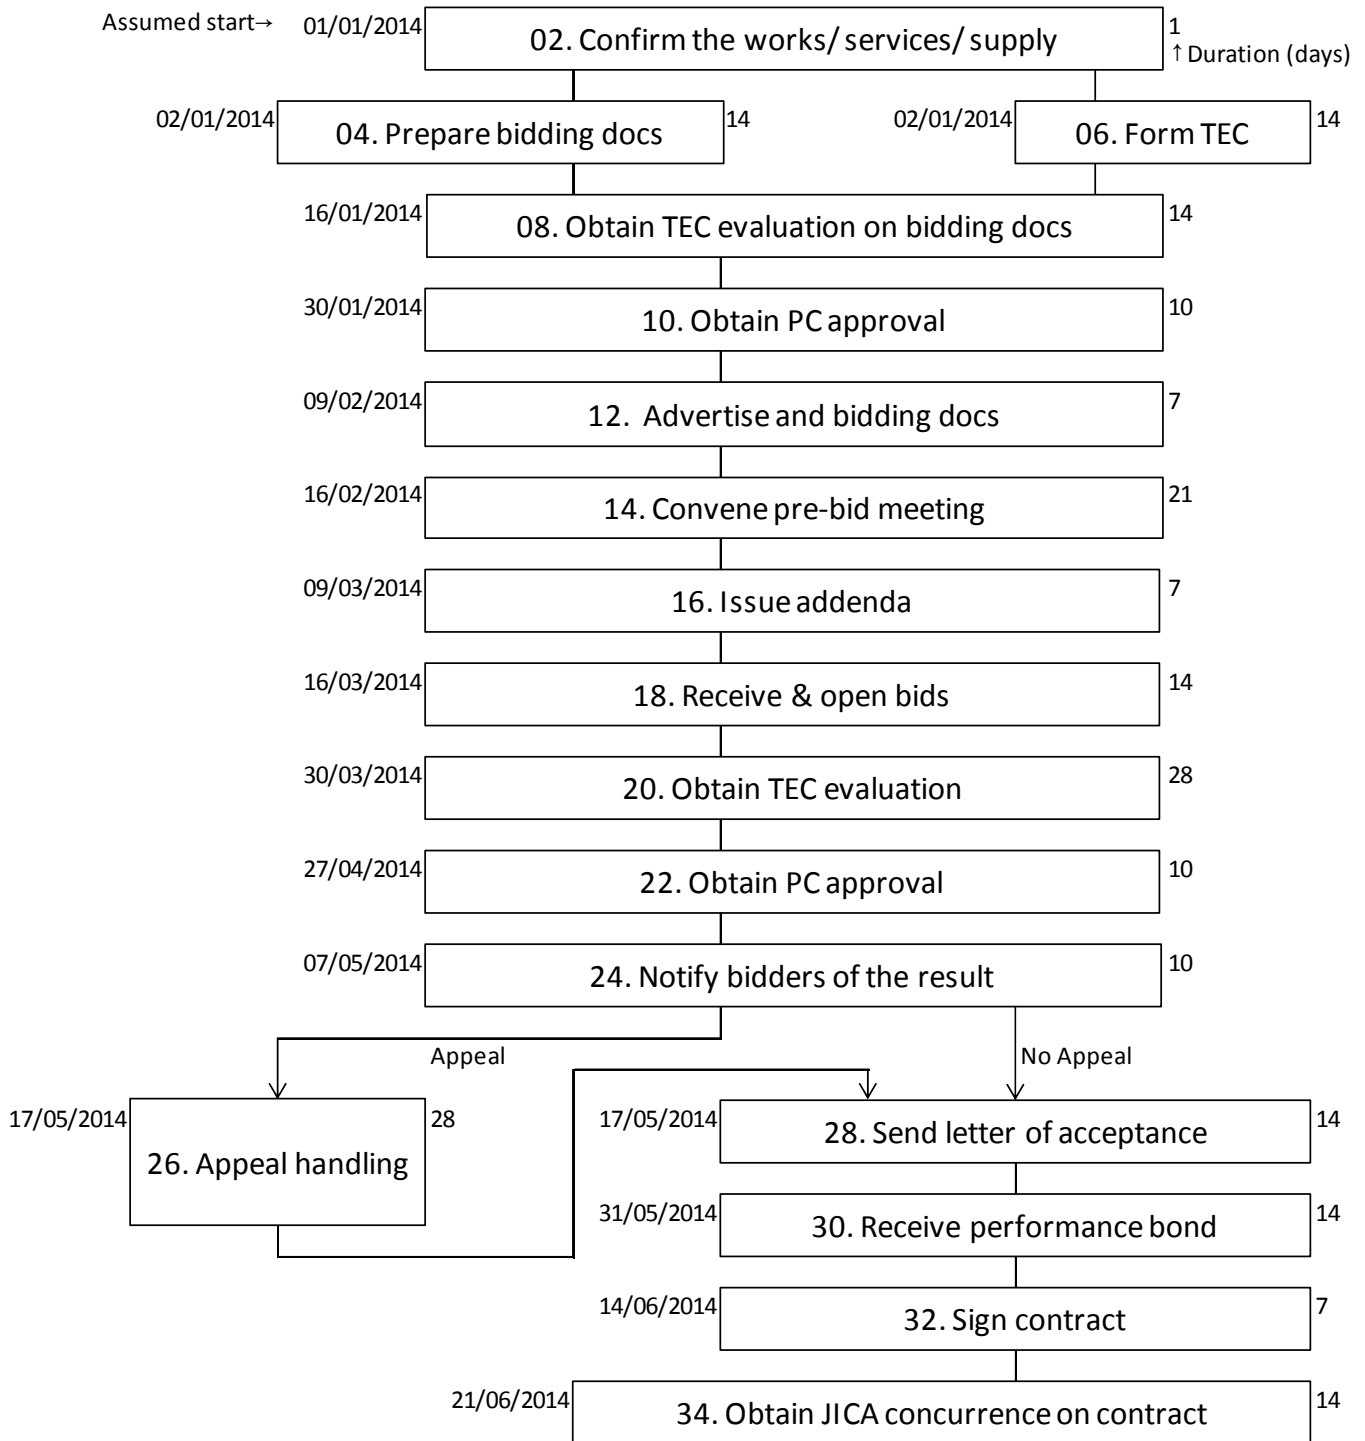 Assumed start→ 01/01/2014 02. Confirm the works/ services/ supply 1
↑Duration (days)
02/01/2014 04. Prepare bidding docs 14 02/01/2014 06. Form TEC 14
16/01/2014 08. Obtain TEC evaluation on bidding docs 14
30/01/2014 10. Obtain PC approval 10
09/02/2014 12. Advertise and bidding docs 7
16/02/2014 14. Convene pre-bid meeting 21
09/03/2014 16. Issue addenda 7
16/03/2014 18. Receive & open bids 14
30/03/2014 20. Obtain TEC evaluation 28
27/04/2014 22. Obtain PC approval 10
07/05/2014 24. Notify bidders of the result 10
Appeal No Appeal
17/05/2014 26. Appeal handling 28
17/05/2014 28. Send letter of acceptance 14
31/05/2014 30. Receive performance bond 14
14/06/2014 32. Sign contract 7
21/06/2014 34. Obtain JICA concurrence on contract 14